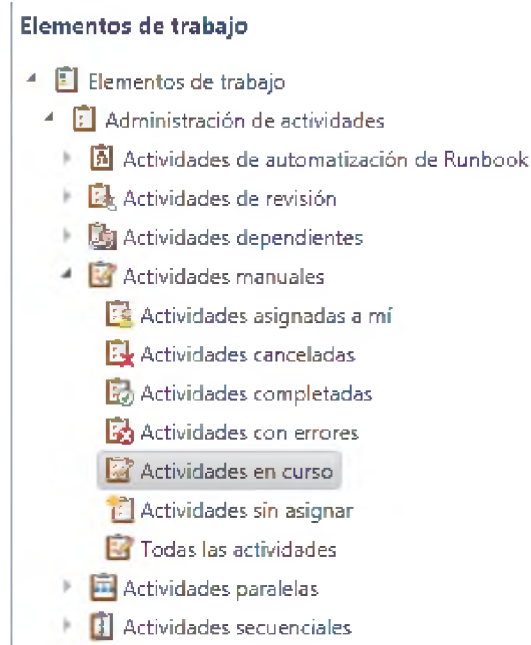 Elementos de trabajo
Elementos de trabajo
Administración de actividades
Actividades de automatización de Runbook
Actividades de revisión
Actividades dependientes
Actividades manuales
Actividades asignadas a mí
Actividades canceladas
Actividades completadas
Actividades con errores
Actividades en curso
Actividades sin asignar
Todas las actividades
Actividades paralelas
Actividades secuenciales